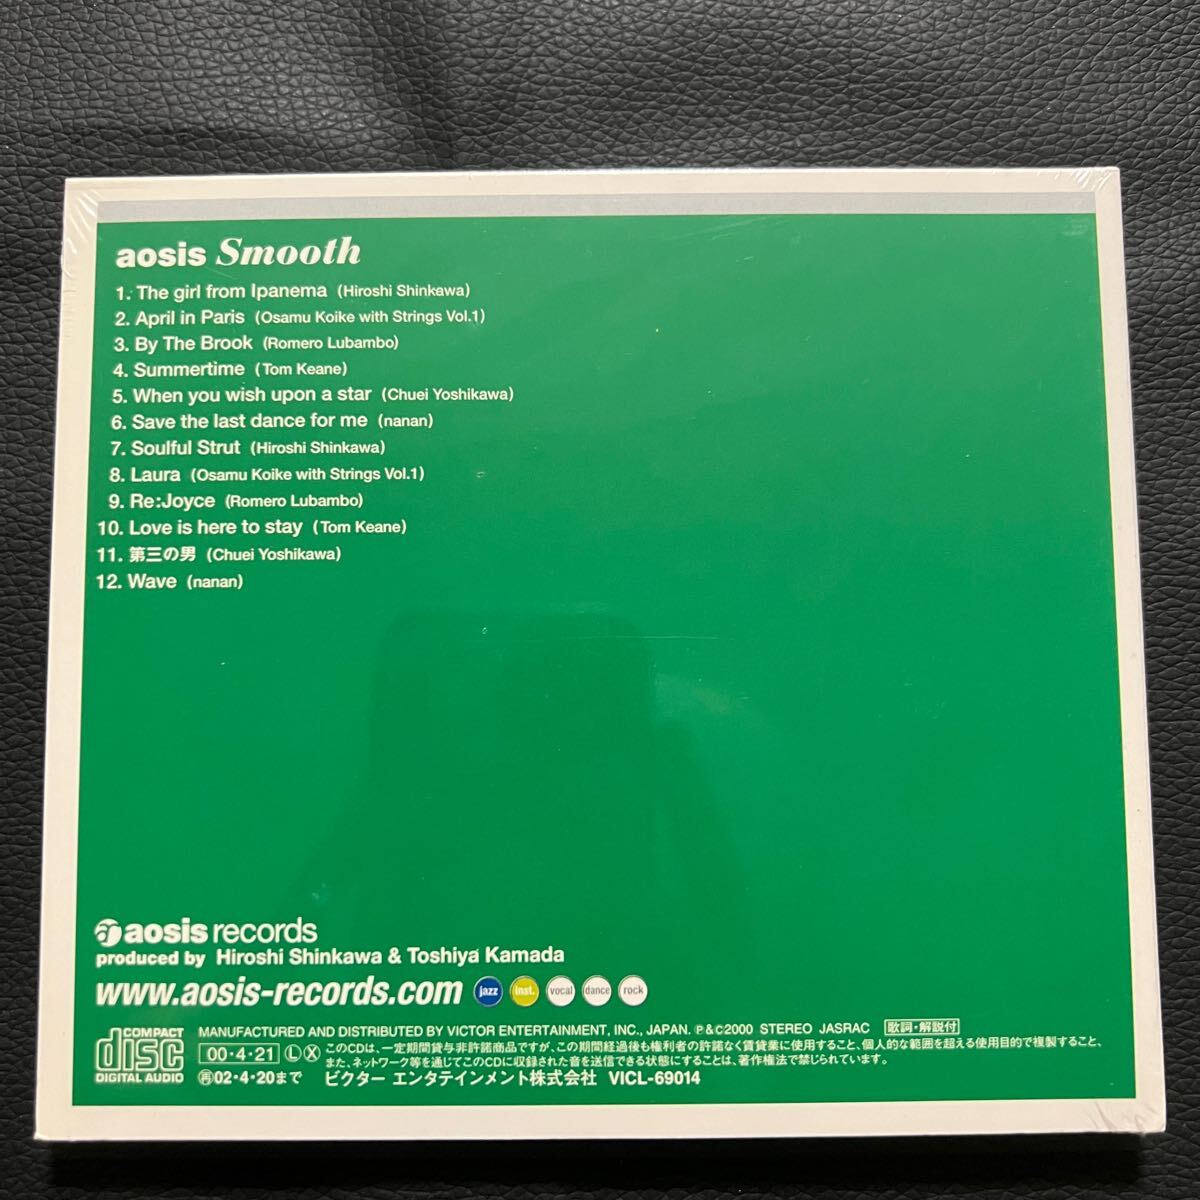 aosis Smooth
1. The girl from Ipanema (Hiroshi Shinkawa)
2. April in Paris (Osamu Koike with Strings Vol.1)
3. By The Brook (Romero Lubambo)
4. Summertime (Tom Keane)
5. When you wish upon a star (Chuei Yoshikawa)
6. Save the last dance for me (nanan)
7. Soulful Strut (Hiroshi Shinkawa)
8. Laura (Osamu Koike with Strings Vol.1)
9. Re:Joyce (Romero Lubambo)
10. Love is here to stay (Tom Keane)
11. 第三の男 (Chuei Yoshikawa)
12. Wave (nanan)
aosis records
produced by Hiroshi Shinkawa & Toshiya Kamada
www.aosis-records.com jazz inst. vocal dance rock
COMPACT disc DIGITAL AUDIO
MANUFACTURED AND DISTRIBUTED BY VICTOR ENTERTAINMENT, INC., JAPAN. ℗&©2000 STEREO JASRAC 歌詞・解説付
00・4・21 Ⓛ Ⓧ このCDは、一定期間貸与非許諾商品ですが、この期間経過後も権利者の許諾なく賃貸業に使用すること、個人的な範囲を超える使用目的で複製すること、
また、ネットワーク等を通じてこのCDに収録された音を送信できる状態にすることは、著作権法で禁じられています。
㊢02・4・20まで ビクター エンタテインメント株式会社 VICL-69014